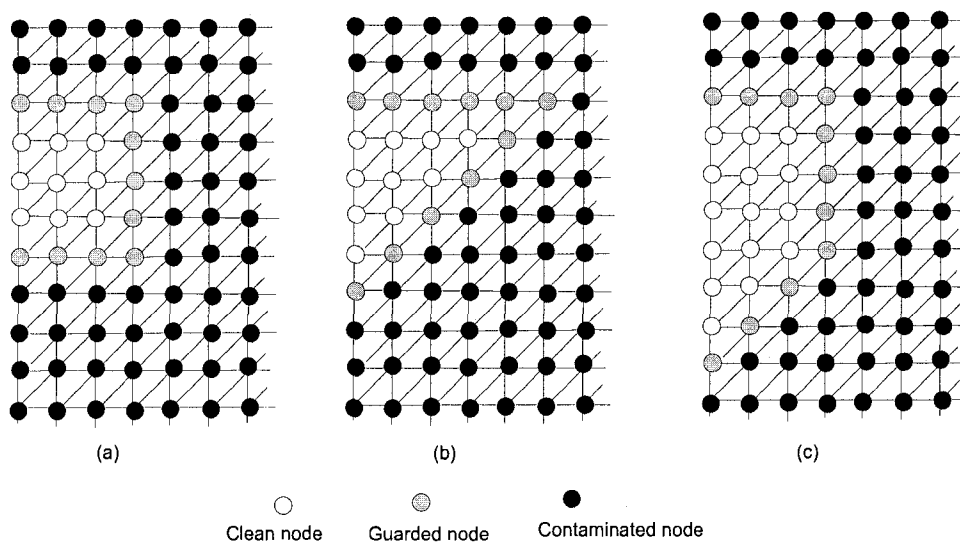 (a)
(b)
(c)
Clean node
Guarded node
Contaminated node